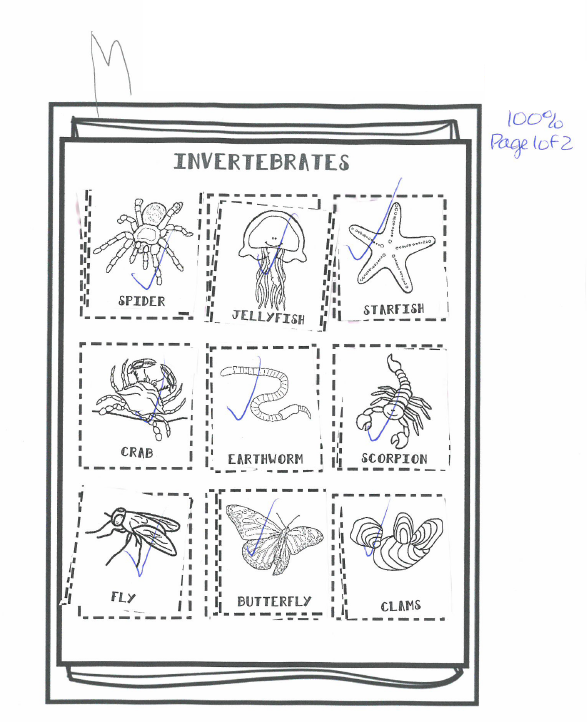 M
100%
Page 1 of 2
INVERTEBRATES
SPIDER
JELLYFISH
STARFISH
CRAB
EARTHWORM
SCORPION
FLY
BUTTERFLY
CLAMS